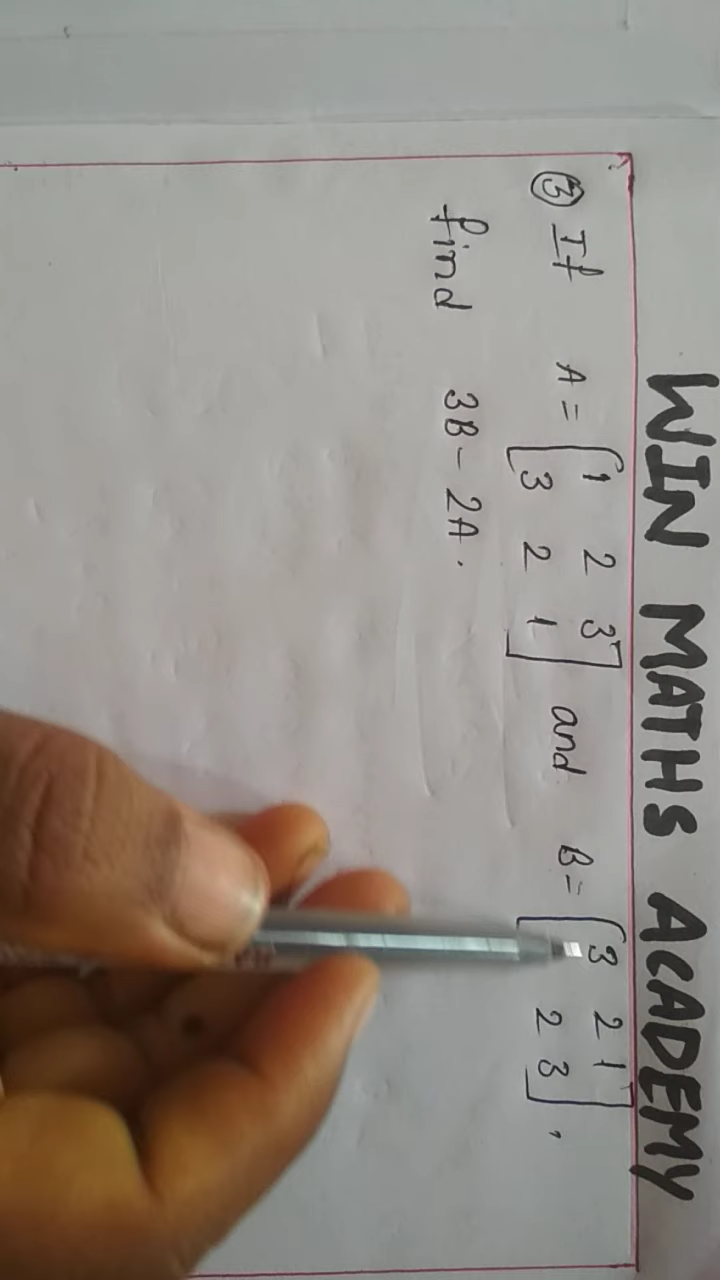 WIN MATHS ACADEMY
③ If A = [1 2 3
3 2 1] and B = [3 2 1
2 3],
find 3B - 2A.